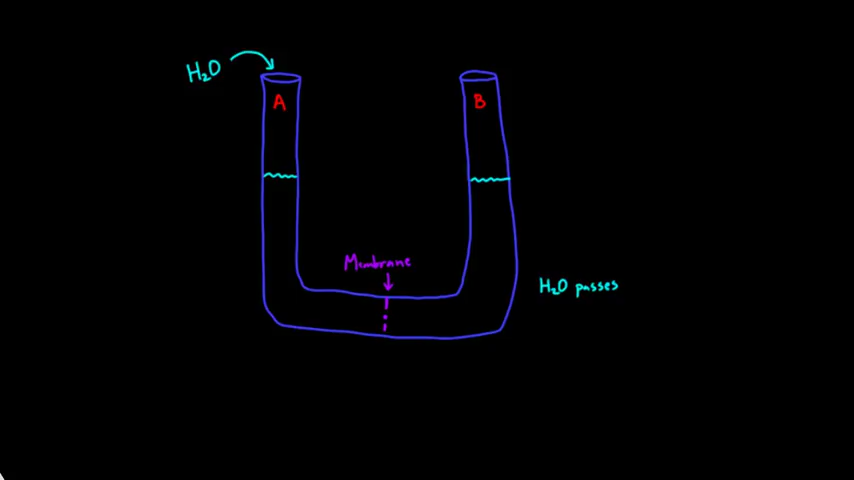 H₂O
A
B
Membrane
H₂O passes